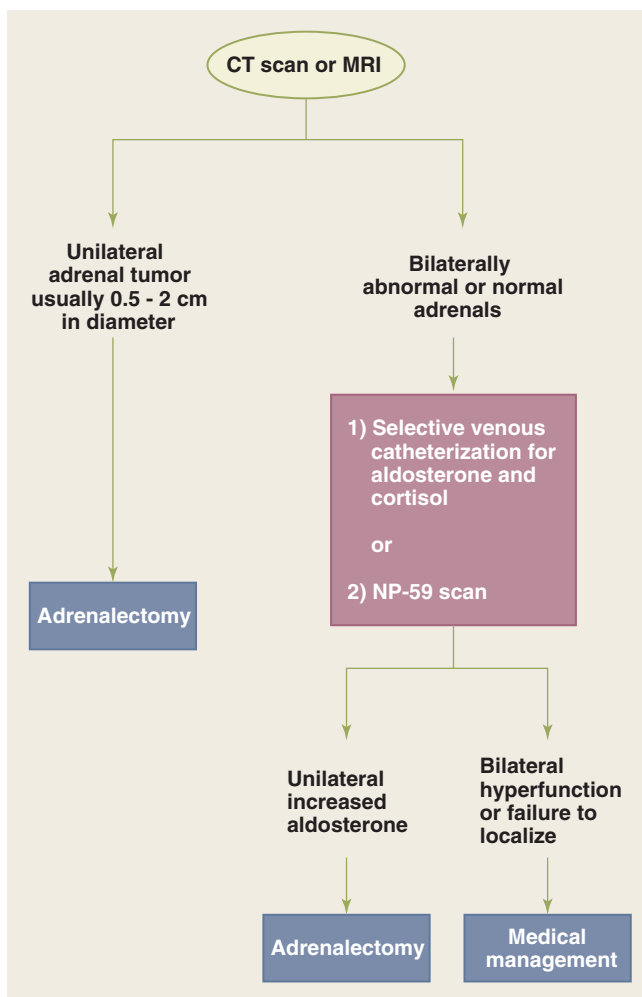 CT scan or MRI
Unilateral
adrenal tumor
usually 0.5 - 2 cm
in diameter
Bilaterally
abnormal or normal
adrenals
1) Selective venous
catheterization for
aldosterone and
cortisol
or
2) NP-59 scan
Adrenalectomy
Unilateral
increased
aldosterone
Bilateral
hyperfunction
or failure to
localize
Adrenalectomy
Medical
management